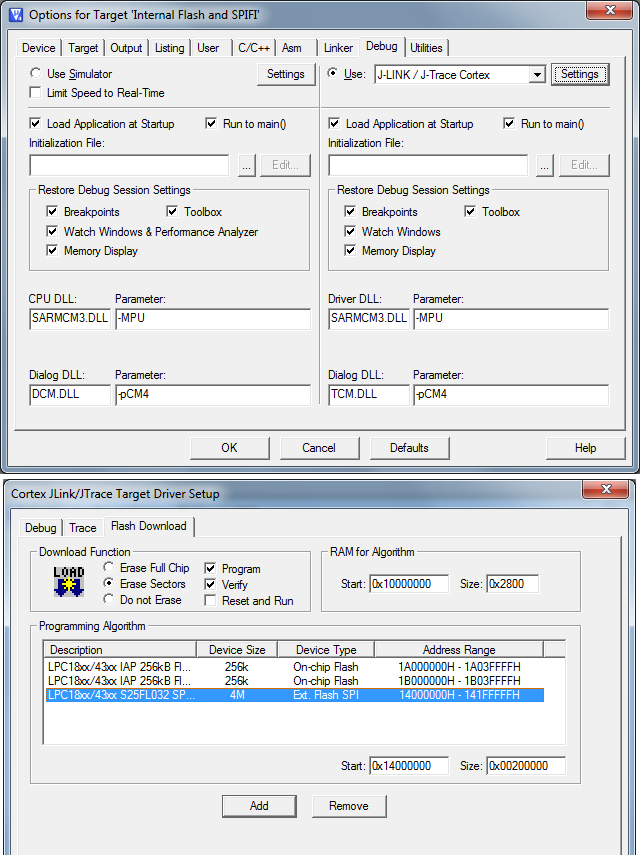 Options for Target 'Internal Flash and SPIFI'
Device Target Output Listing User C/C++ Asm Linker Debug Utilities
Use Simulator Settings Use: J-LINK / J-Trace Cortex Settings
Limit Speed to Real-Time
Load Application at Startup Run to main() Load Application at Startup Run to main()
Initialization File: Initialization File:
... Edit... ... Edit...
Restore Debug Session Settings Restore Debug Session Settings
Breakpoints Toolbox Breakpoints Toolbox
Watch Windows & Performance Analyzer Watch Windows
Memory Display Memory Display
CPU DLL: Parameter: Driver DLL: Parameter:
SARMCM3.DLL -MPU SARMCM3.DLL -MPU
Dialog DLL: Parameter: Dialog DLL: Parameter:
DCM.DLL -pCM4 TCM.DLL -pCM4
OK Cancel Defaults Help
Cortex JLink/JTrace Target Driver Setup
Debug Trace Flash Download
Download Function RAM for Algorithm
LOAD Erase Full Chip Program
Erase Sectors Verify Start: 0x10000000 Size: 0x2800
Do not Erase Reset and Run
Programming Algorithm
Description Device Size Device Type Address Range
LPC18xx/43xx IAP 256kB Fl... 256k On-chip Flash 1A000000H - 1A03FFFFH
LPC18xx/43xx IAP 256kB Fl... 256k On-chip Flash 1B000000H - 1B03FFFFH
LPC18xx/43xx S25FL032 SP... 4M Ext. Flash SPI 14000000H - 141FFFFFH
Start: 0x14000000 Size: 0x00200000
Add Remove